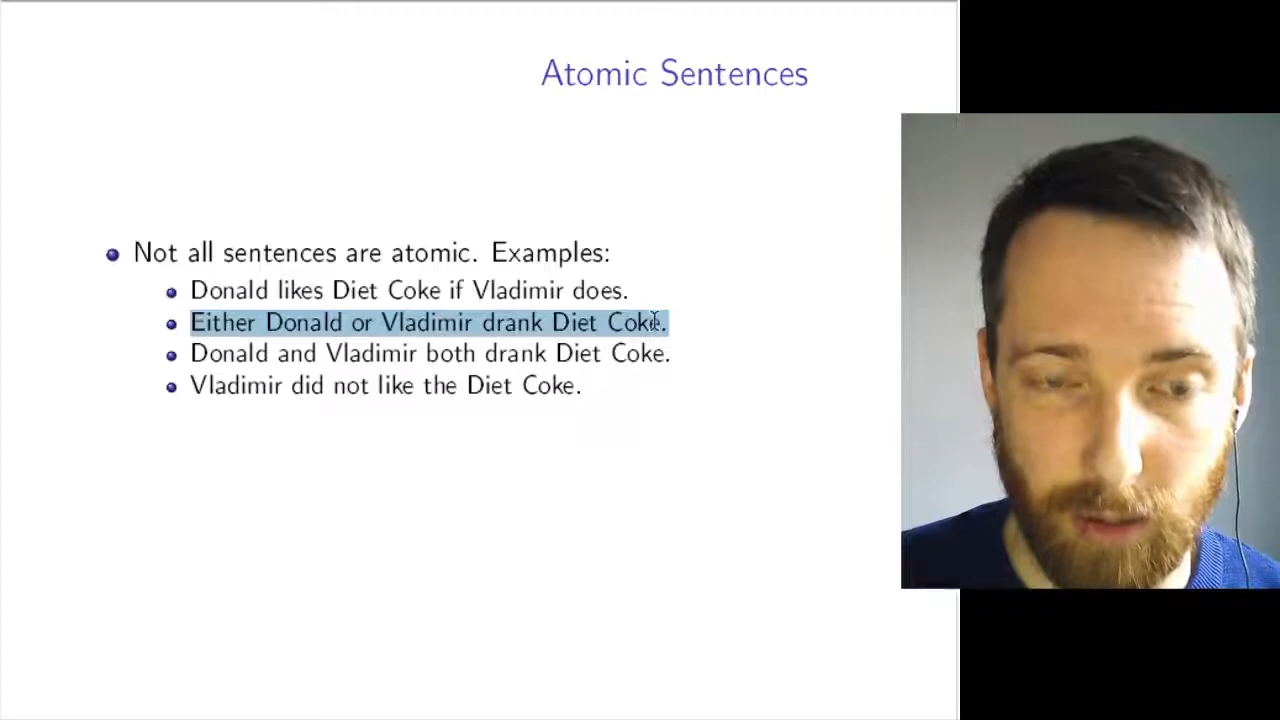 Atomic Sentences
Not all sentences are atomic. Examples:
Donald likes Diet Coke if Vladimir does.
Either Donald or Vladimir drank Diet Coke.
Donald and Vladimir both drank Diet Coke.
Vladimir did not like the Diet Coke.